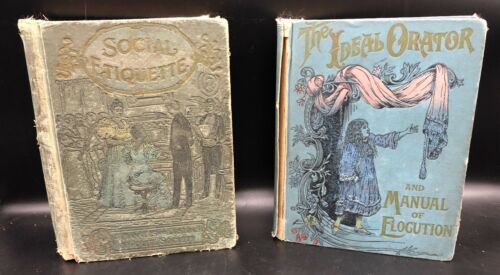 SOCIAL
ETIQUETTE
The IDEAL ORATOR
AND
MANUAL OF
ELOCUTION